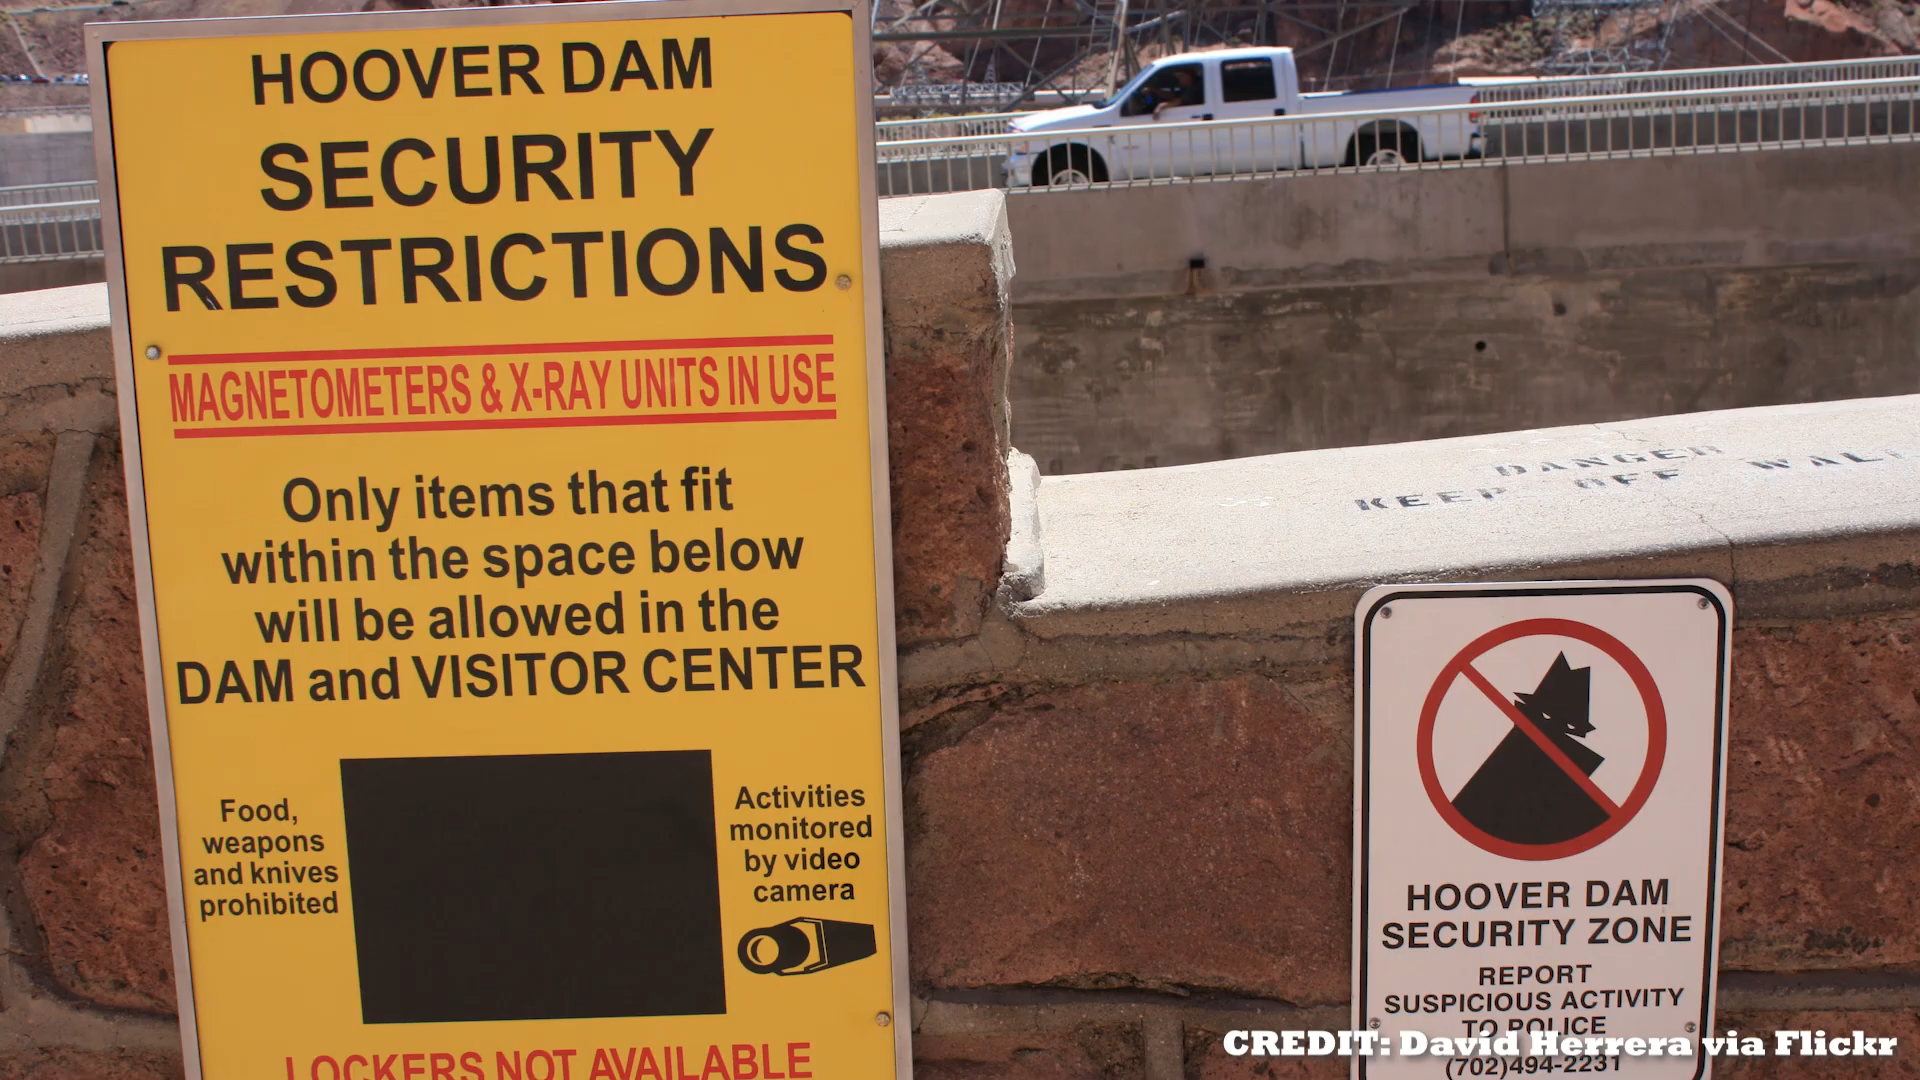 HOOVER DAM
SECURITY
RESTRICTIONS
MAGNETOMETERS & X-RAY UNITS IN USE
Only items that fit
within the space below
will be allowed in the
DAM and VISITOR CENTER
Food,
weapons
and knives
prohibited
Activities
monitored
by video
camera
LOCKERS NOT AVAILABLE
DANGER
KEEP OFF WALL
HOOVER DAM
SECURITY ZONE
REPORT
SUSPICIOUS ACTIVITY
TO POLICE
(702)494-2231
CREDIT: David Herrera via Flickr